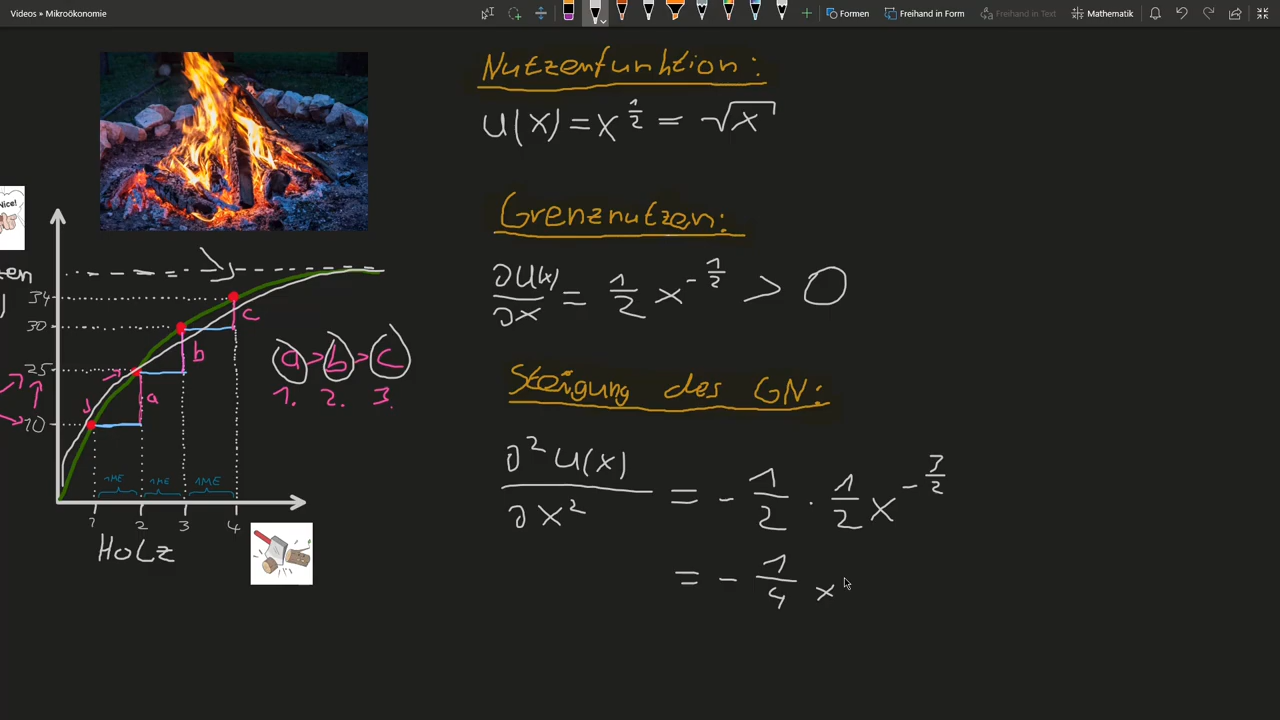 Videos » Mikroökonomie
Formen
Freihand in Form
Freihand in Text
Mathematik
Nutzenfunktion:
U(x) = x^{1/2} = √x
Grenznutzen:
∂U(x)/∂x = 1/2 x^{-1/2} > 0
Steigung des GN:
∂²U(x)/∂x² = - 1/2 · 1/2 x^{-3/2}
= - 1/4 x
Nice!
34
30
25
10
a
b
c
a > b > c
1. 2. 3.
1ME 1ME 1ME
1 2 3 4
HOLZ